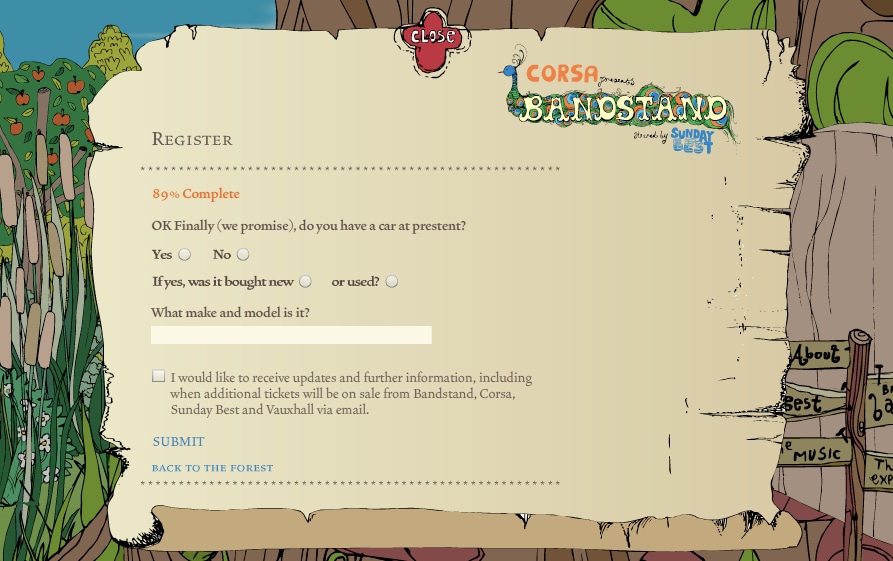 CLOSE
CORSA presents
BANDSTAND
stirred by SUNDAY
BEST
REGISTER
89% Complete
OK Finally (we promise), do you have a car at prestent?
Yes No
If yes, was it bought new or used?
What make and model is it?
I would like to receive updates and further information, including
when additional tickets will be on sale from Bandstand, Corsa,
Sunday Best and Vauxhall via email.
SUBMIT
BACK TO THE FOREST
About
MUSIC